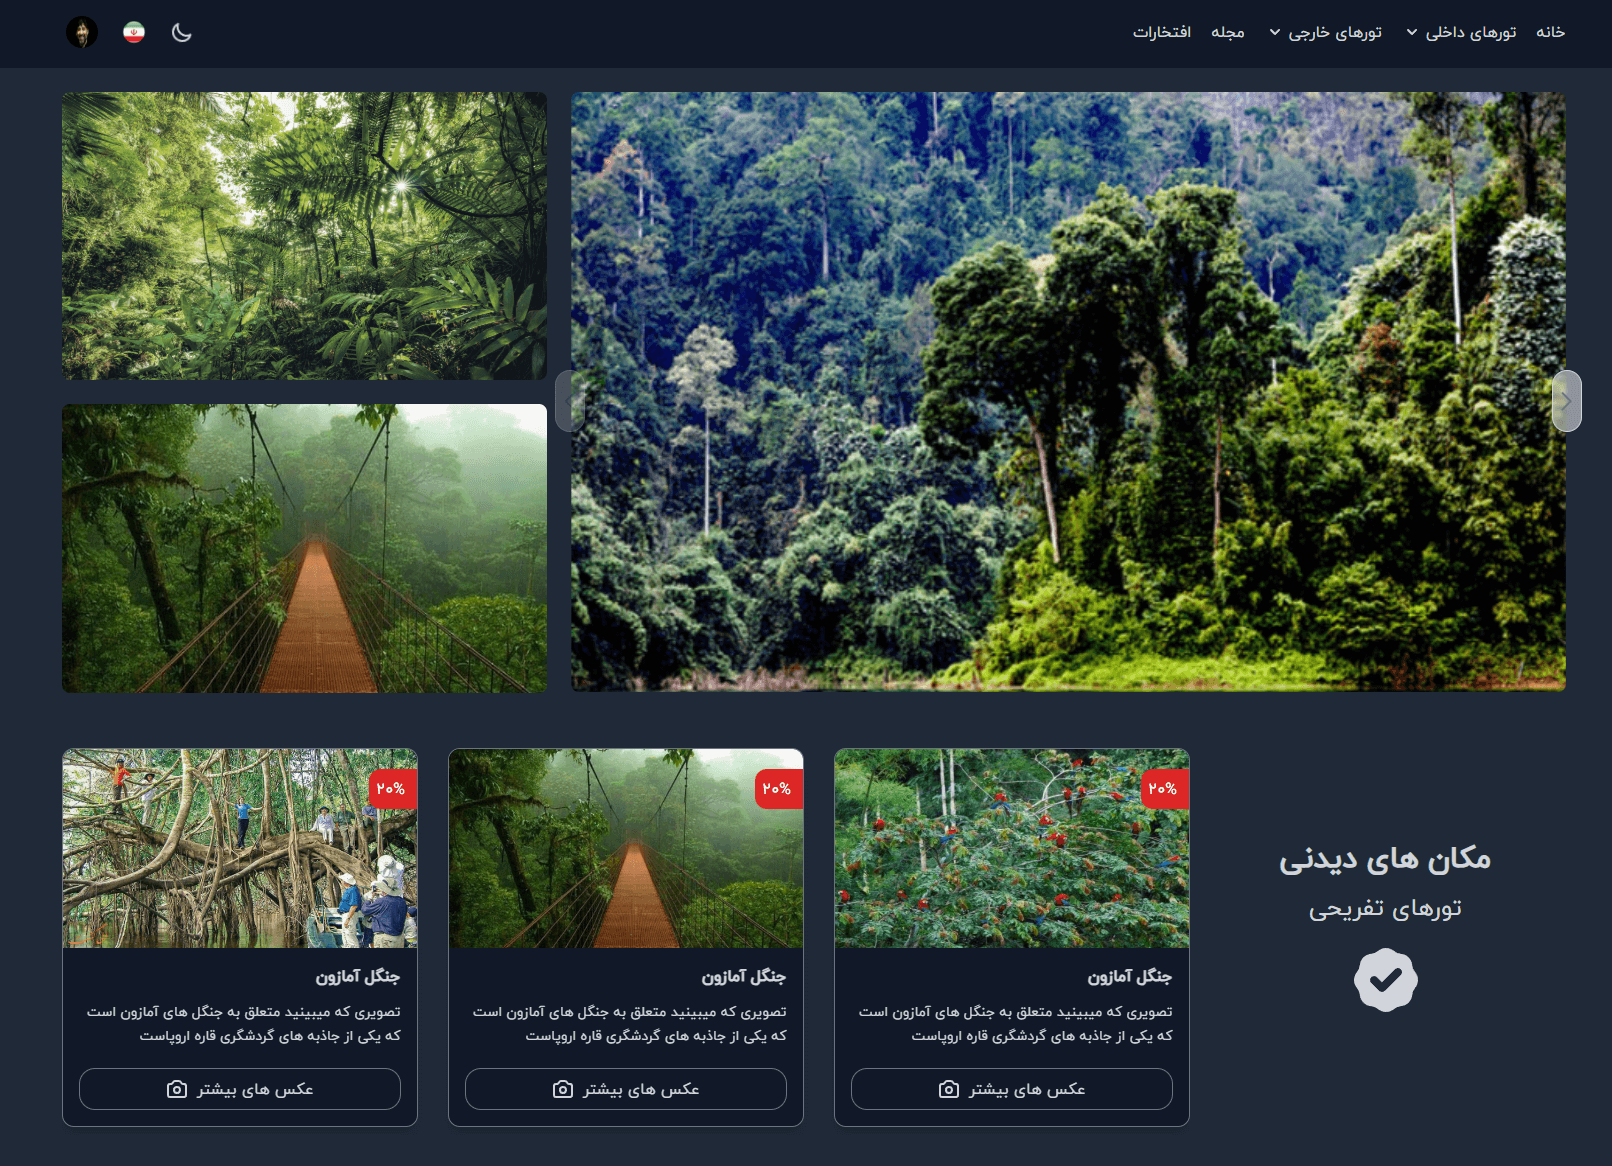 خانه
تورهای داخلی
تورهای خارجی
مجله
افتخارات
مکان های دیدنی
تورهای تفریحی
۲۰%
جنگل آمازون
تصویری که میبینید متعلق به جنگل های آمازون است
که یکی از جاذبه های گردشگری قاره اروپاست
عکس های بیشتر
۲۰%
جنگل آمازون
تصویری که میبینید متعلق به جنگل های آمازون است
که یکی از جاذبه های گردشگری قاره اروپاست
عکس های بیشتر
۲۰%
جنگل آمازون
تصویری که میبینید متعلق به جنگل های آمازون است
که یکی از جاذبه های گردشگری قاره اروپاست
عکس های بیشتر